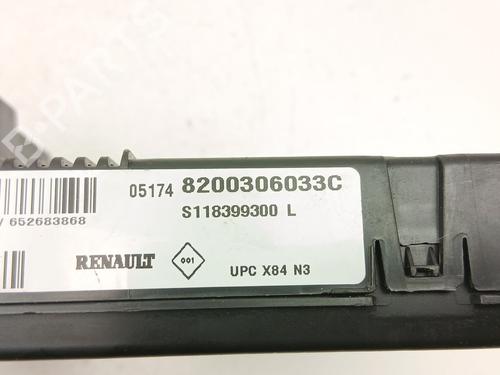 05174 8200306033C
S118399300 L
652683868
RENAULT 001 UPC X84 N3